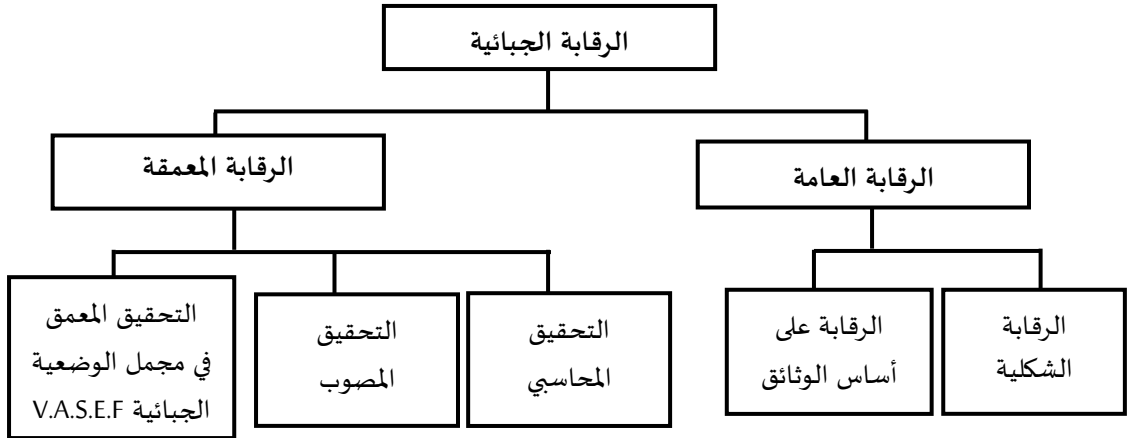 الرقابة الجبائية
الرقابة العامة
الرقابة المعمقة
الرقابة
الشكلية
الرقابة على
أساس الوثائق
التحقيق
المحاسبي
التحقيق
المصوب
التحقيق المعمق
في مجمل الوضعية
الجبائية V.A.S.E.F